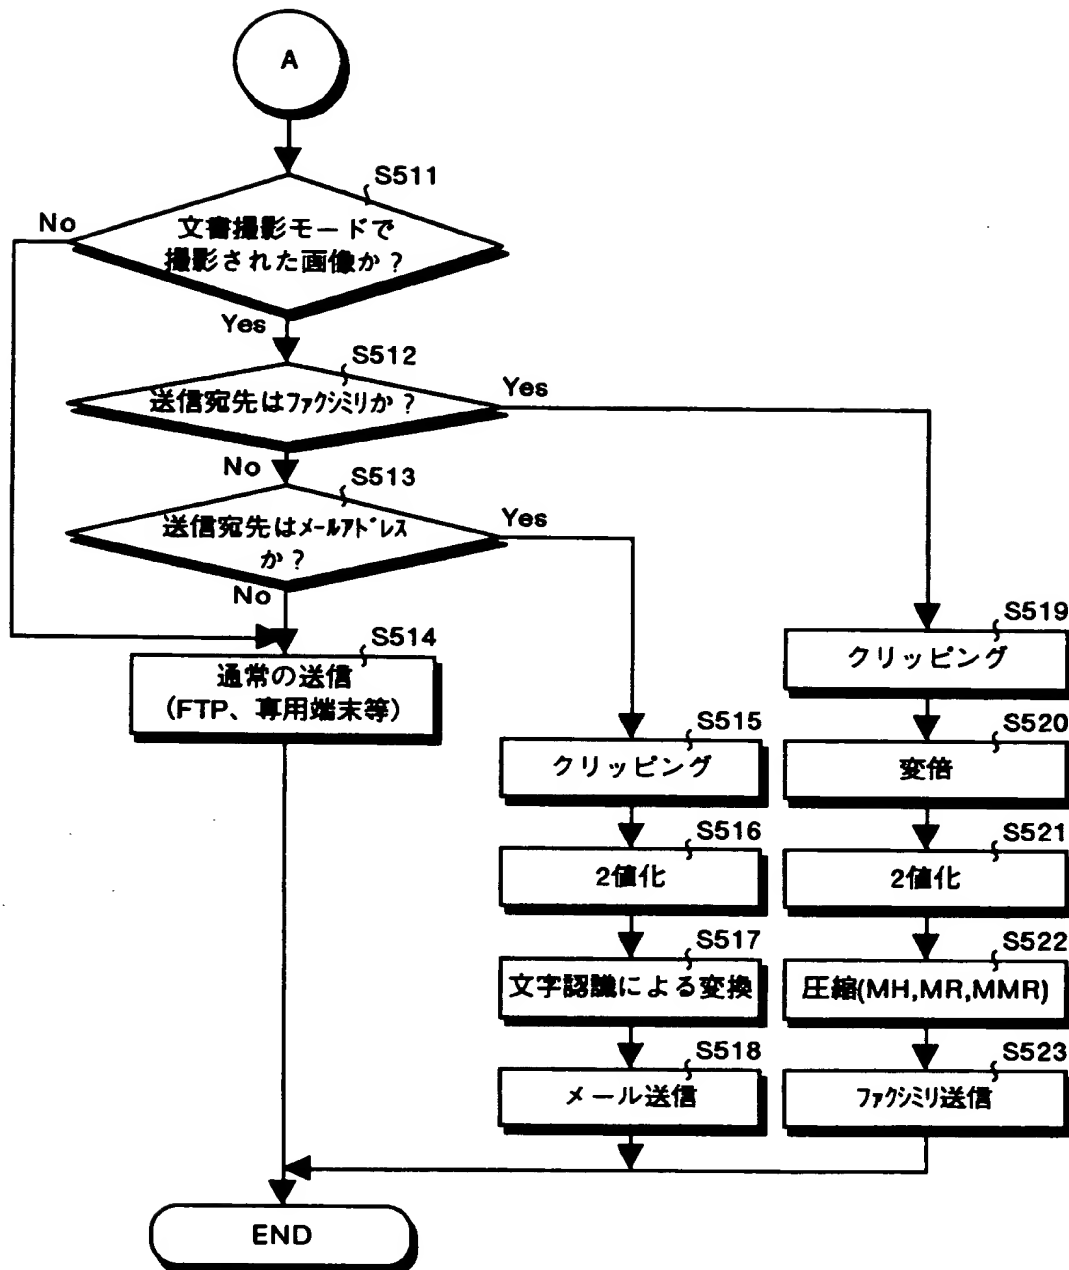 A
S511
No
文書撮影モードで
撮影された画像か？
Yes
S512
送信宛先はファクシミリか？
Yes
No
S513
送信宛先はメールアドレス
か？
Yes
No
S514
通常の送信
(FTP、専用端末等)
S515
クリッピング
S516
2値化
S517
文字認識による変換
S518
メール送信
S519
クリッピング
S520
変倍
S521
2値化
S522
圧縮(MH,MR,MMR)
S523
ファクシミリ送信
END